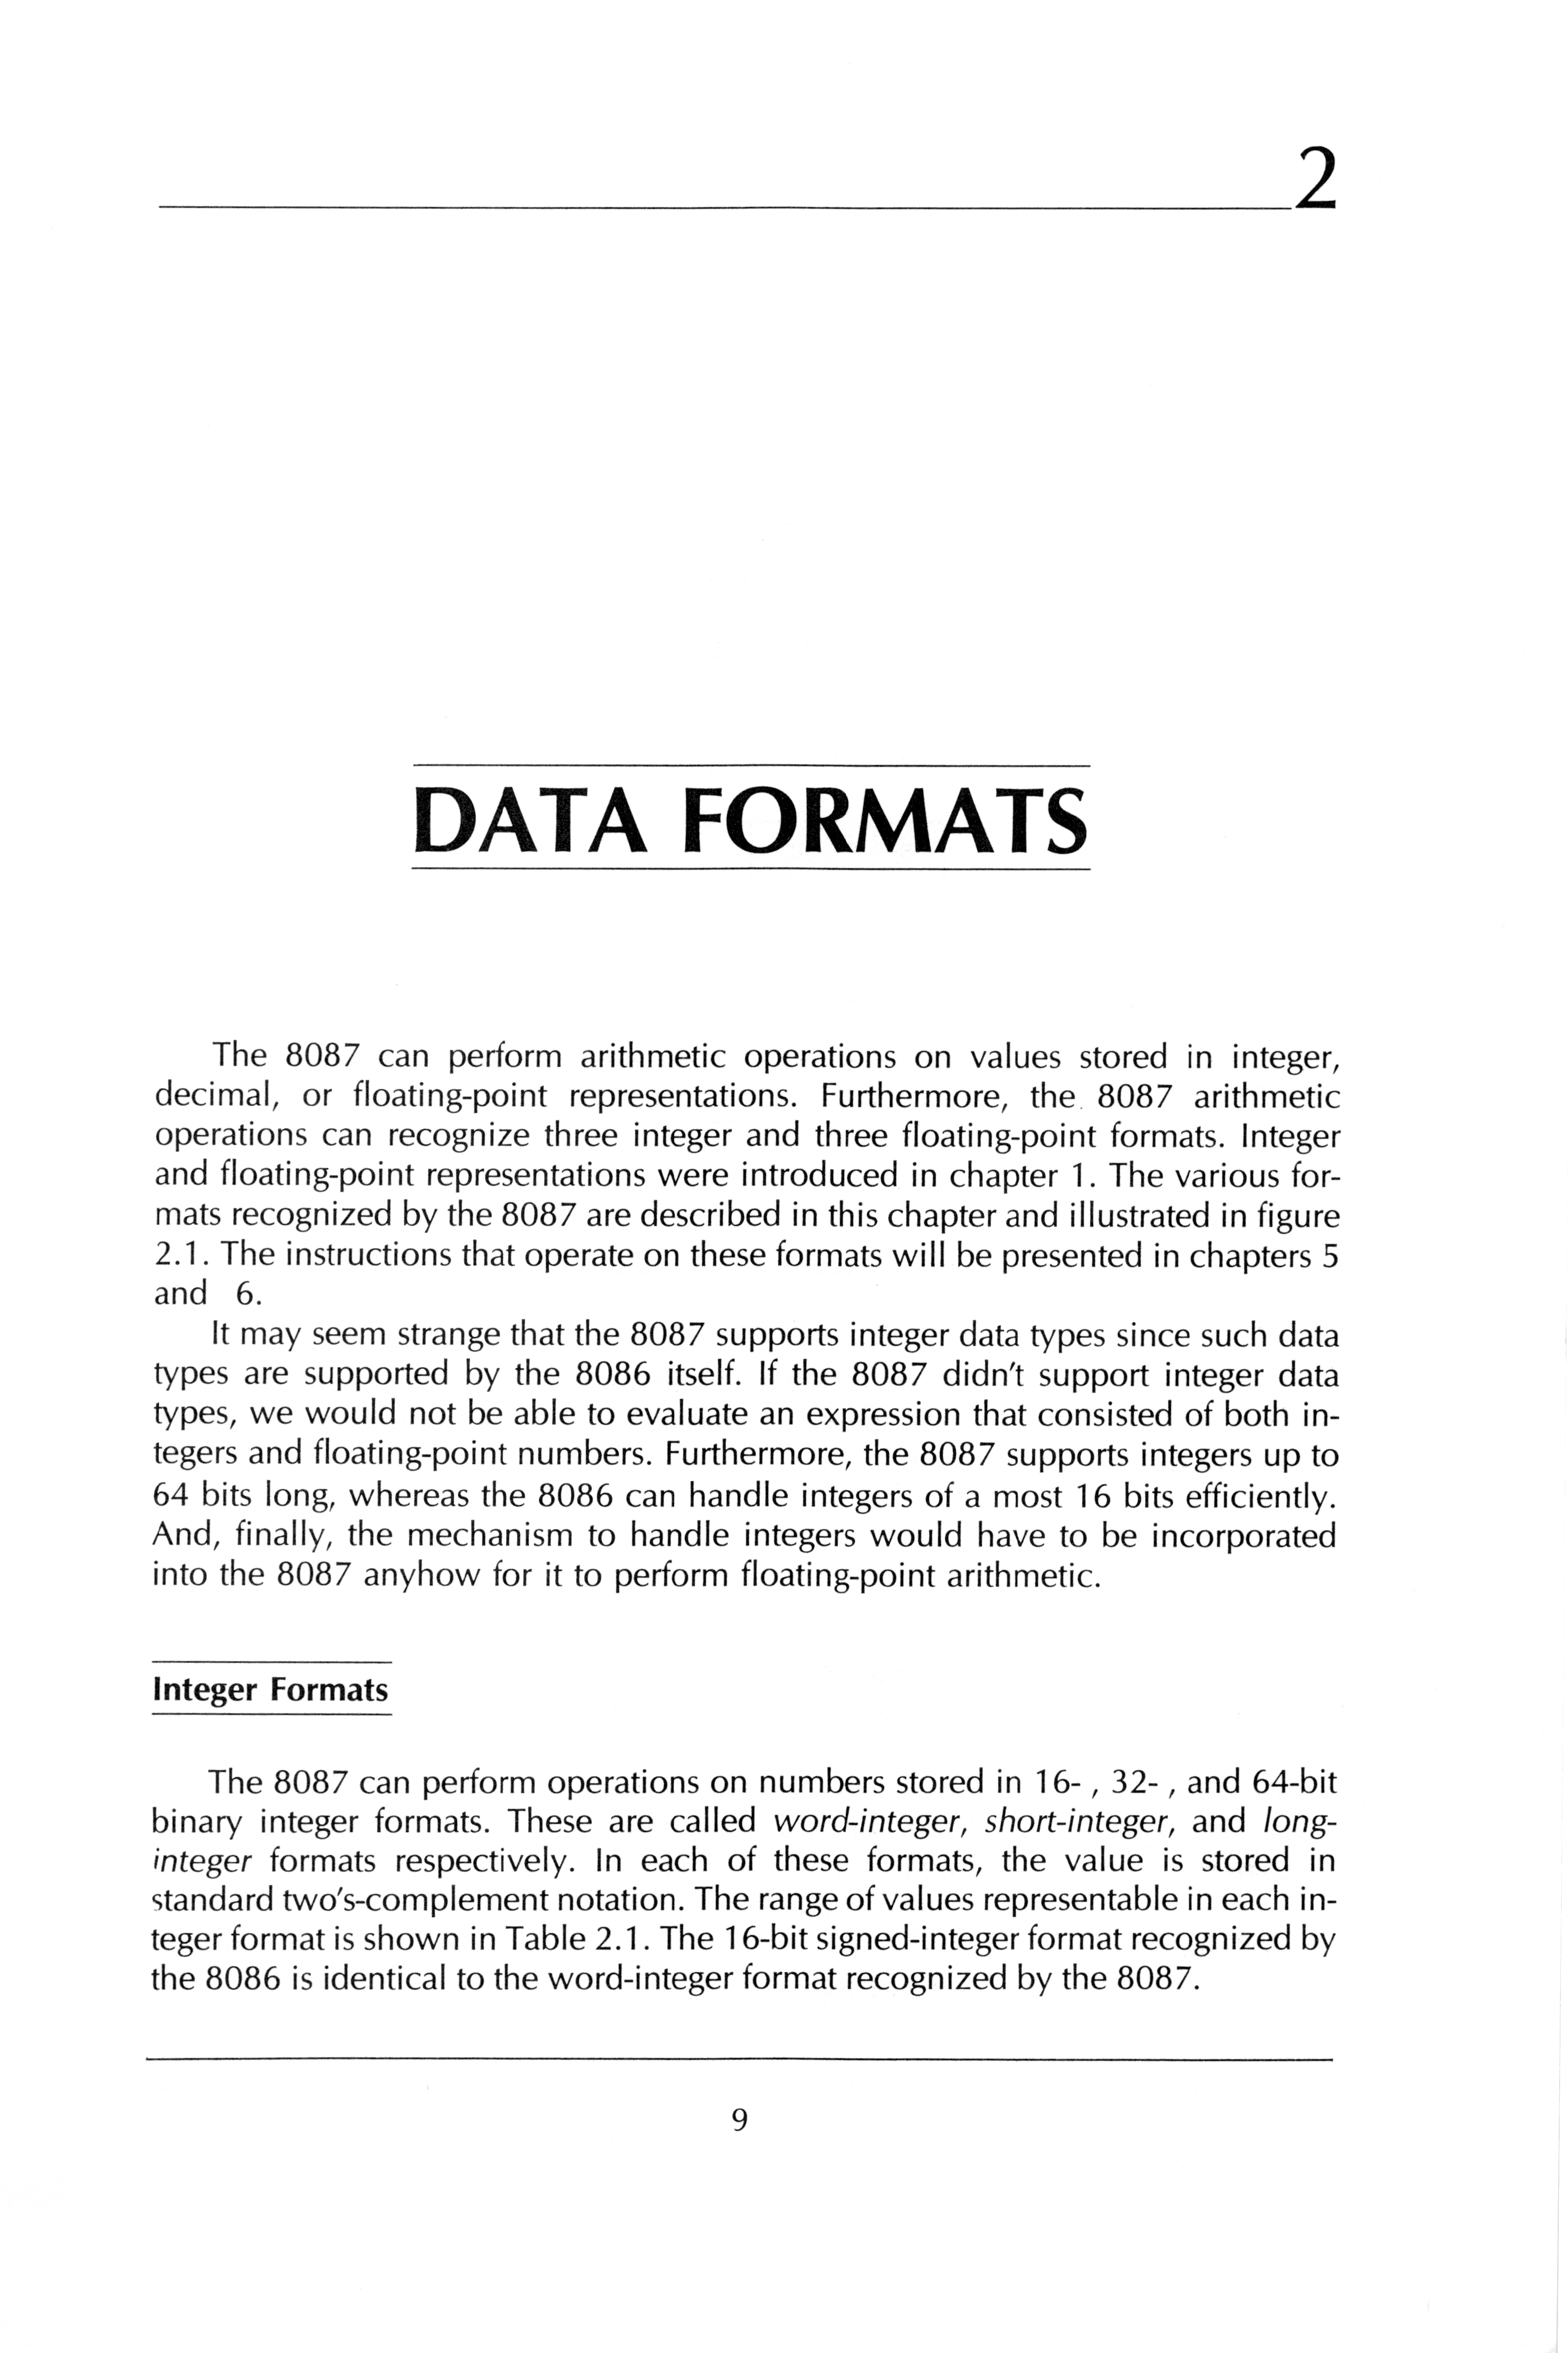 2
DATA FORMATS
The 8087 can perform arithmetic operations on values stored in integer,
decimal, or floating-point representations. Furthermore, the 8087 arithmetic
operations can recognize three integer and three floating-point formats. Integer
and floating-point representations were introduced in chapter 1. The various for-
mats recognized by the 8087 are described in this chapter and illustrated in figure
2.1. The instructions that operate on these formats will be presented in chapters 5
and 6.
It may seem strange that the 8087 supports integer data types since such data
types are supported by the 8086 itself. If the 8087 didn't support integer data
types, we would not be able to evaluate an expression that consisted of both in-
tegers and floating-point numbers. Furthermore, the 8087 supports integers up to
64 bits long, whereas the 8086 can handle integers of a most 16 bits efficiently.
And, finally, the mechanism to handle integers would have to be incorporated
into the 8087 anyhow for it to perform floating-point arithmetic.
Integer Formats
The 8087 can perform operations on numbers stored in 16- , 32- , and 64-bit
binary integer formats. These are called word-integer, short-integer, and long-
integer formats respectively. In each of these formats, the value is stored in
standard two's-complement notation. The range of values representable in each in-
teger format is shown in Table 2.1. The 16-bit signed-integer format recognized by
the 8086 is identical to the word-integer format recognized by the 8087.
9